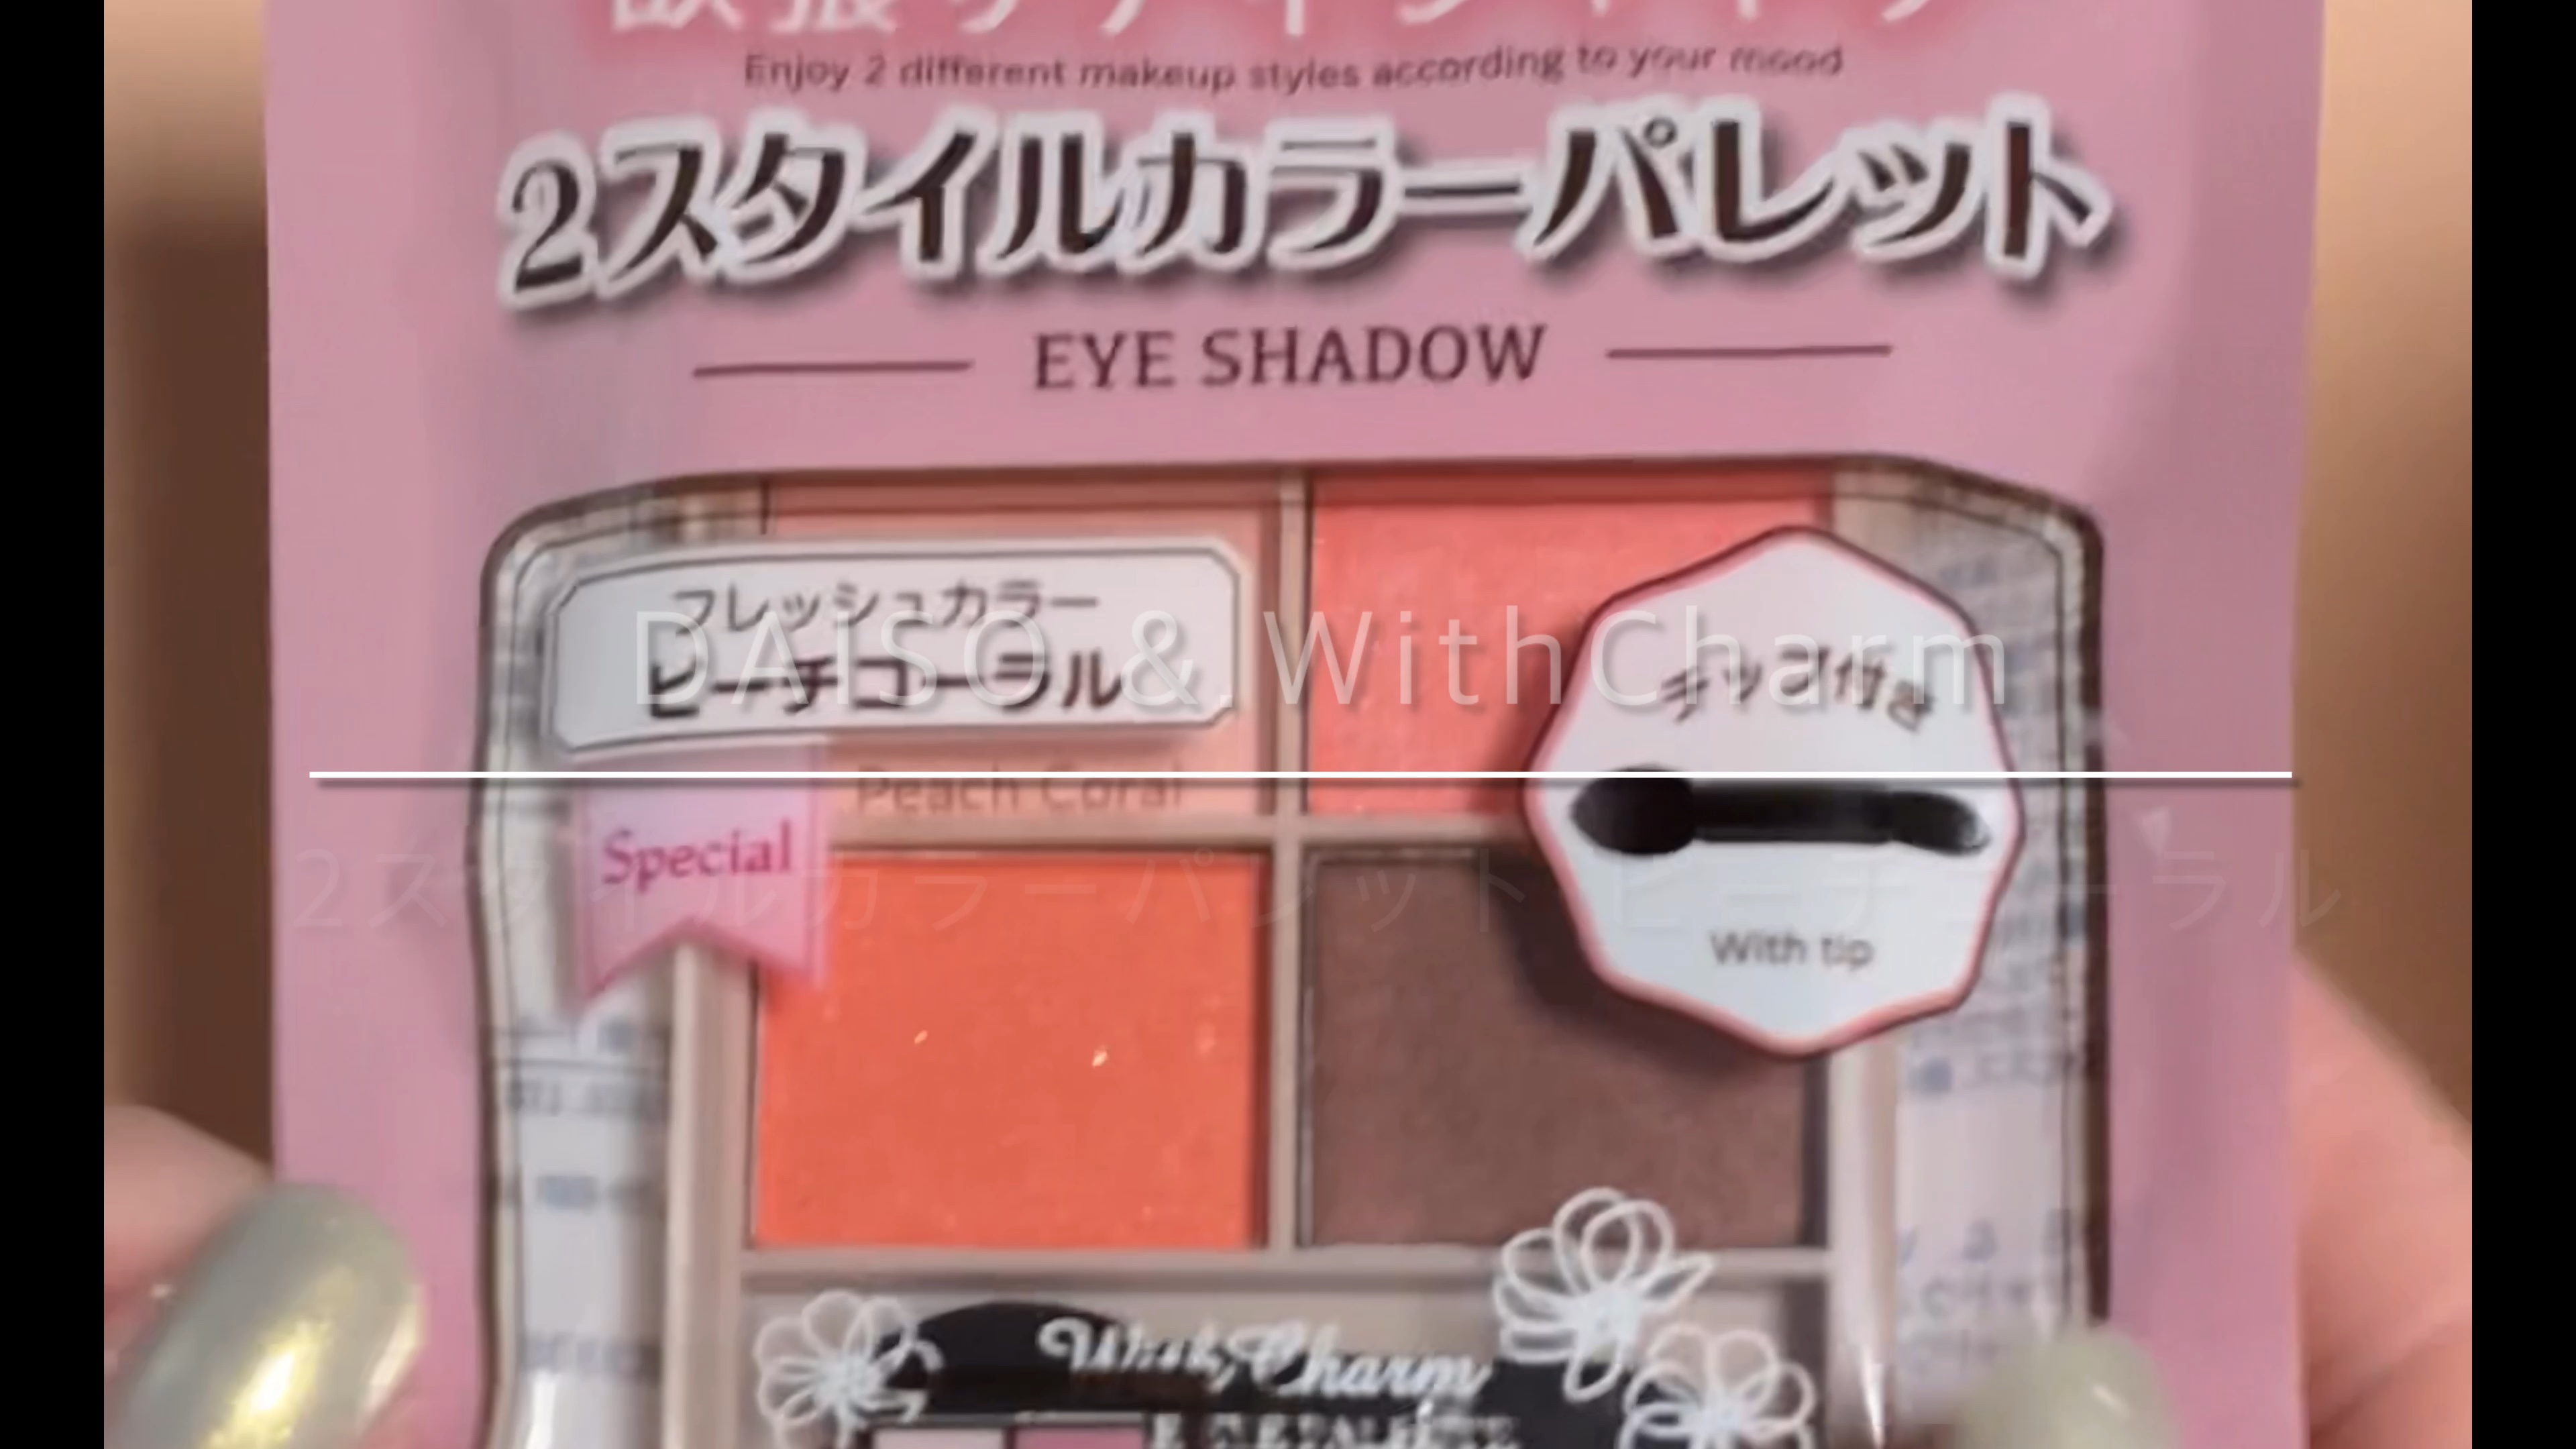 Enjoy 2 different makeup styles according to your mood
2スタイルカラーパレット
EYE SHADOW
フレッシュカラー
ピーチコーラル
DAISO & WithCharm
チップ付き
Peach Coral
Special
2スタイルカラーパレット ピーチコーラル
With tip
With Charm